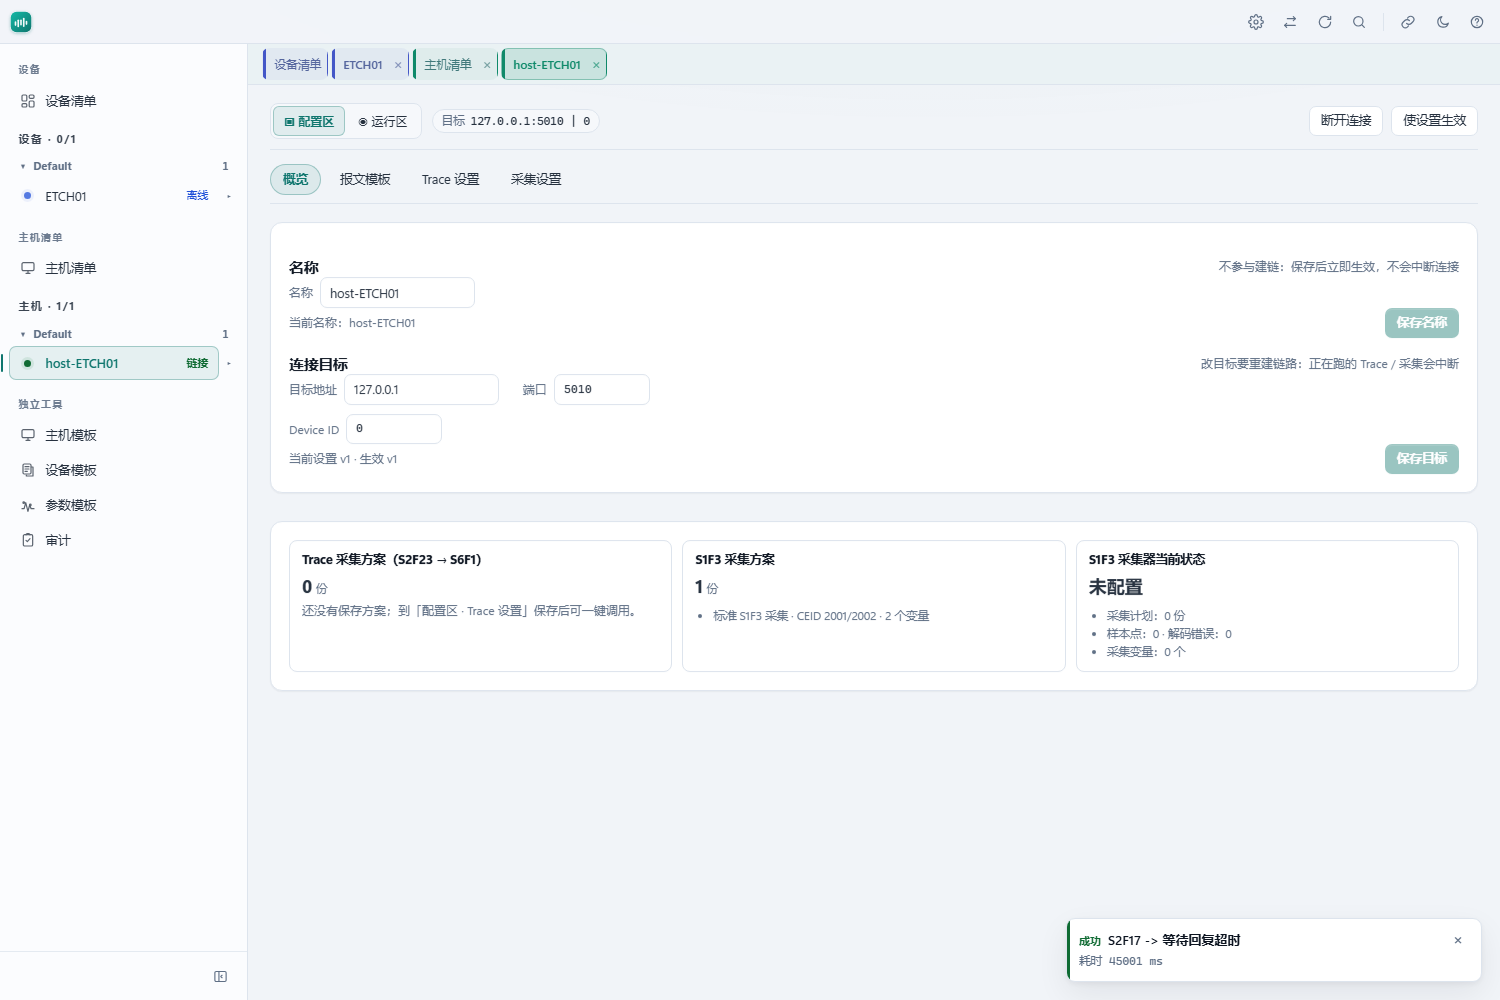 设备
设备清单
设备 · 0/1
Default 1
ETCH01 离线
主机清单
主机清单
主机 · 1/1
Default 1
host-ETCH01 链接
独立工具
主机模板
设备模板
参数模板
审计
设备清单 ETCH01 × 主机清单 × host-ETCH01 ×
配置区 运行区 目标 127.0.0.1:5010 | 0 断开连接 使设置生效
概览 报文模板 Trace 设置 采集设置
名称 不参与建链：保存后立即生效，不会中断连接
名称 host-ETCH01
当前名称：host-ETCH01 保存名称
连接目标 改目标要重建链路：正在跑的 Trace / 采集会中断
目标地址 127.0.0.1 端口 5010
Device ID 0
当前设置 v1 · 生效 v1 保存目标
Trace 采集方案（S2F23 → S6F1）
0 份
还没有保存方案；到「配置区 · Trace 设置」保存后可一键调用。
S1F3 采集方案
1 份
• 标准 S1F3 采集 · CEID 2001/2002 · 2 个变量
S1F3 采集器当前状态
未配置
• 采集计划：0 份
• 样本点：0 · 解码错误：0
• 采集变量：0 个
成功 S2F17 -> 等待回复超时 ×
耗时 45001 ms